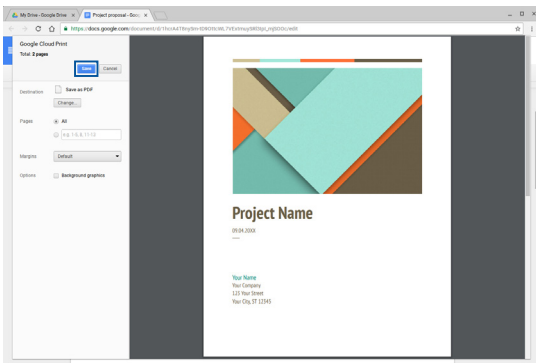 My Drive - Google Drive
Project proposal - Goo
https://docs.google.com/document/d/
/edit
Google Cloud Print
Total: 2 pages
Save
Cancel
Destination
Save as PDF
Change...
Pages
All
e.g. 1-5, 8, 11-13
Margins
Default
Options
Background graphics
Project Name
09.04.20XX
Your Name
Your Company
123 Your Street
Your City, ST 12345